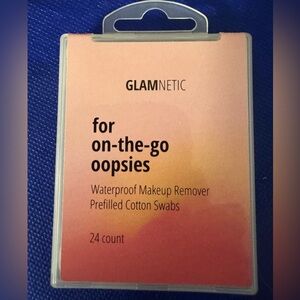 GLAMNETIC
for
on-the-go
oopsies
Waterproof Makeup Remover
Prefilled Cotton Swabs
24 count